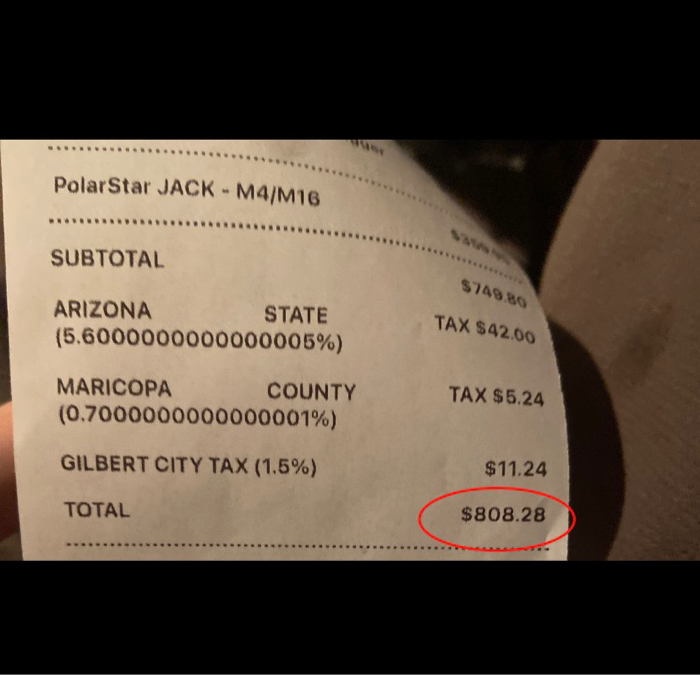 PolarStar JACK - M4/M16
SUBTOTAL $749.80
ARIZONA STATE TAX $42.00
(5.6000000000000005%)
MARICOPA COUNTY TAX $5.24
(0.7000000000000001%)
GILBERT CITY TAX (1.5%) $11.24
TOTAL $808.28